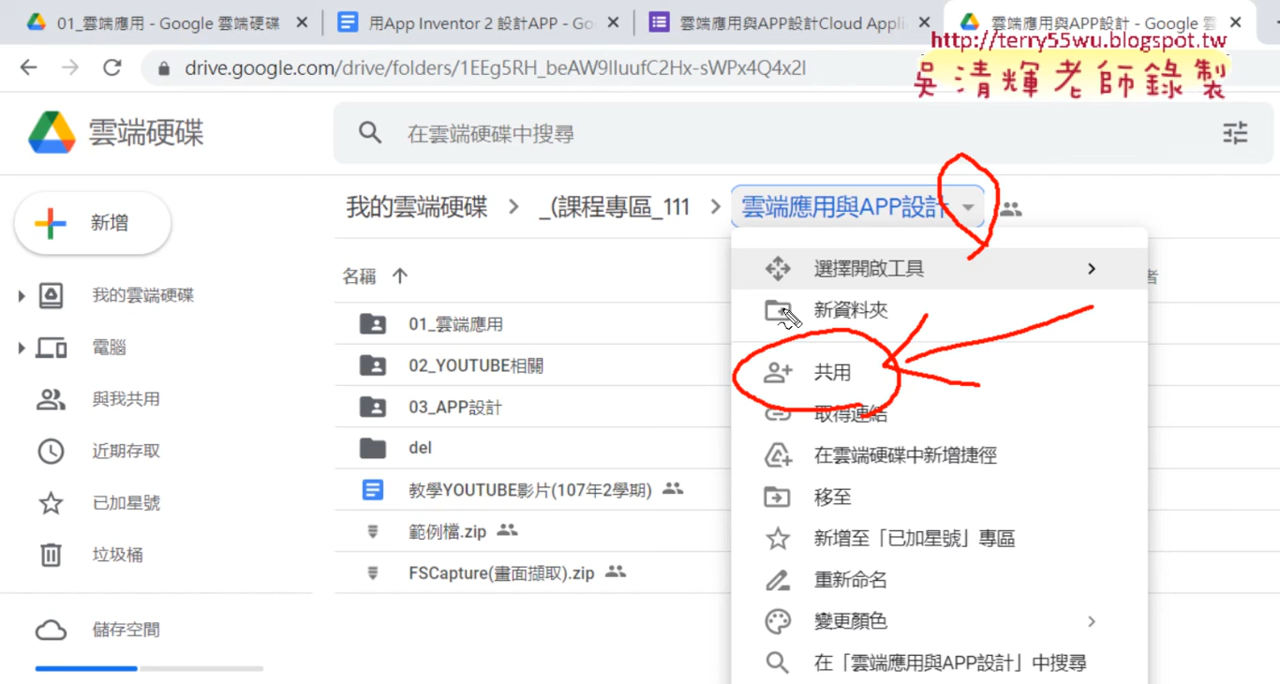 01_雲端應用 - Google 雲端硬碟
用App Inventor 2 設計APP - Go
雲端應用與APP設計Cloud Appli
雲端應用與APP設計 - Google 雲
http://terry55wu.blogspot.tw
drive.google.com/drive/folders/1EEg5RH_beAW9lIuufC2Hx-sWPx4Q4x2I
吳清輝老師錄製
雲端硬碟
在雲端硬碟中搜尋
新增
我的雲端硬碟
電腦
與我共用
近期存取
已加星號
垃圾桶
儲存空間
我的雲端硬碟 > _(課程專區_111 > 雲端應用與APP設計
名稱
者
01_雲端應用
02_YOUTUBE相關
03_APP設計
del
教學YOUTUBE影片(107年2學期)
範例檔.zip
FSCapture(畫面擷取).zip
選擇開啟工具
新資料夾
共用
取得連結
在雲端硬碟中新增捷徑
移至
新增至「已加星號」專區
重新命名
變更顏色
在「雲端應用與APP設計」中搜尋